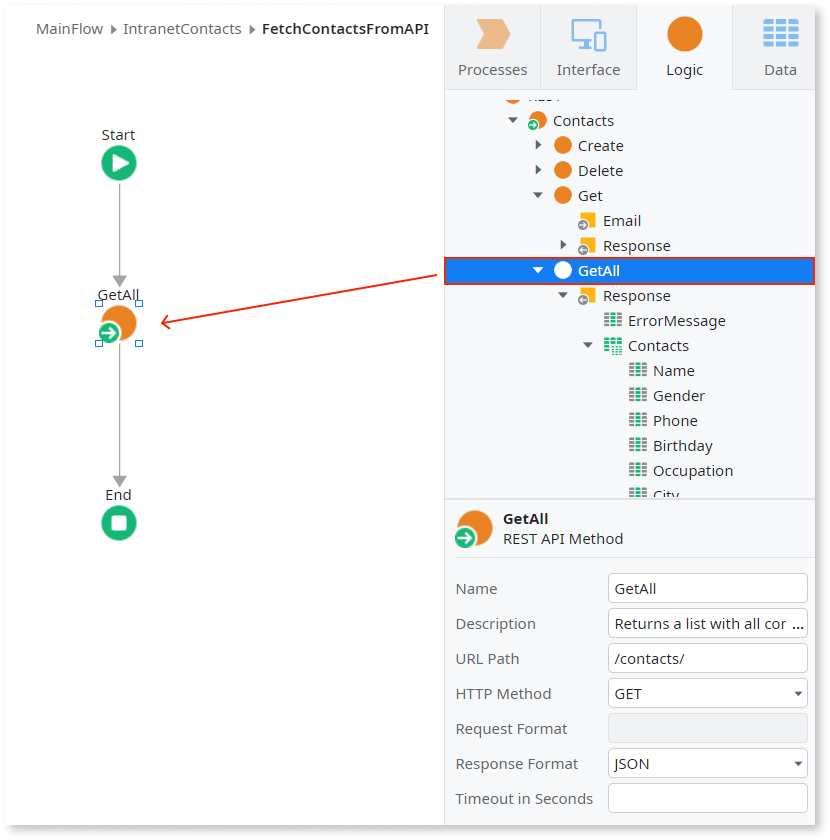 MainFlow IntranetContacts FetchContactsFromAPI
Start
GetAll
End
Processes
Interface
Logic
Data
REST
Contacts
Create
Delete
Get
Email
Response
GetAll
Response
ErrorMessage
Contacts
Name
Gender
Phone
Birthday
Occupation
City
GetAll
REST API Method
Name GetAll
Description Returns a list with all cor ...
URL Path /contacts/
HTTP Method GET
Request Format
Response Format JSON
Timeout in Seconds